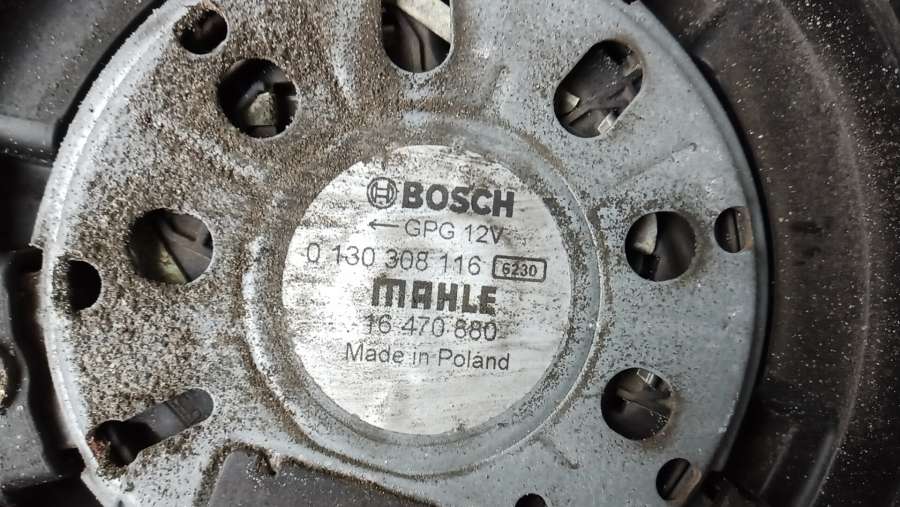 BOSCH
← GPG 12V
0 130 308 116 6230
MAHLE
16 470 880
Made in Poland